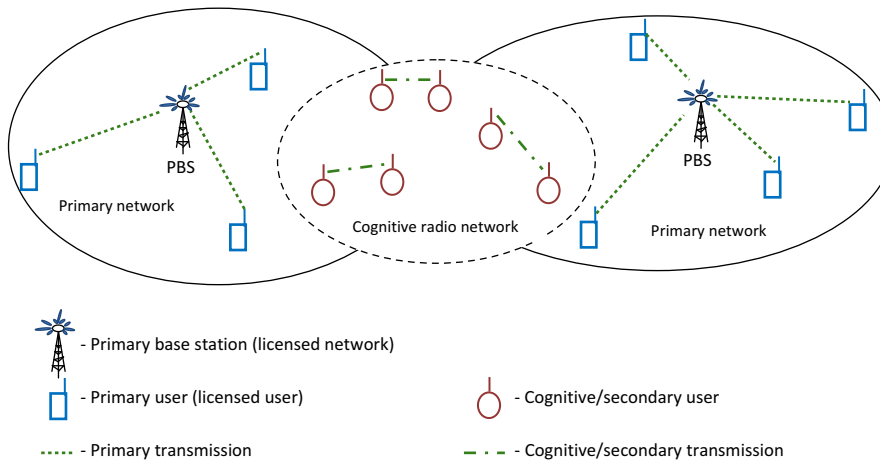 PBS
Primary network
Cognitive radio network
PBS
Primary network
- Primary base station (licensed network)
- Primary user (licensed user)
- Cognitive/secondary user
- Primary transmission
- Cognitive/secondary transmission